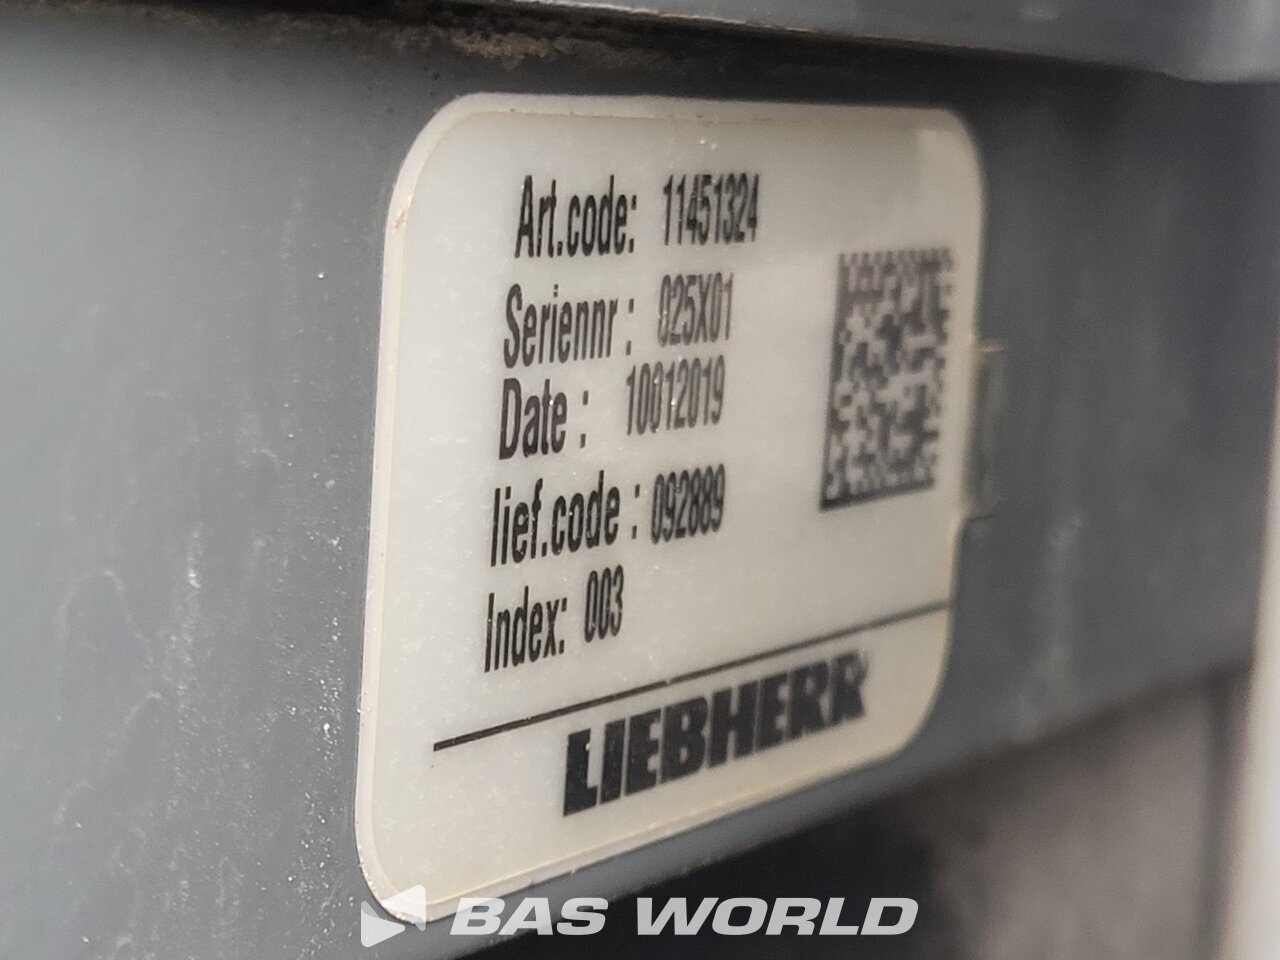 Art.code: 11451324
Seriennr : 025X01
Date : 10012019
lief.code : 092889
Index: 003
LIEBHERR
BAS WORLD